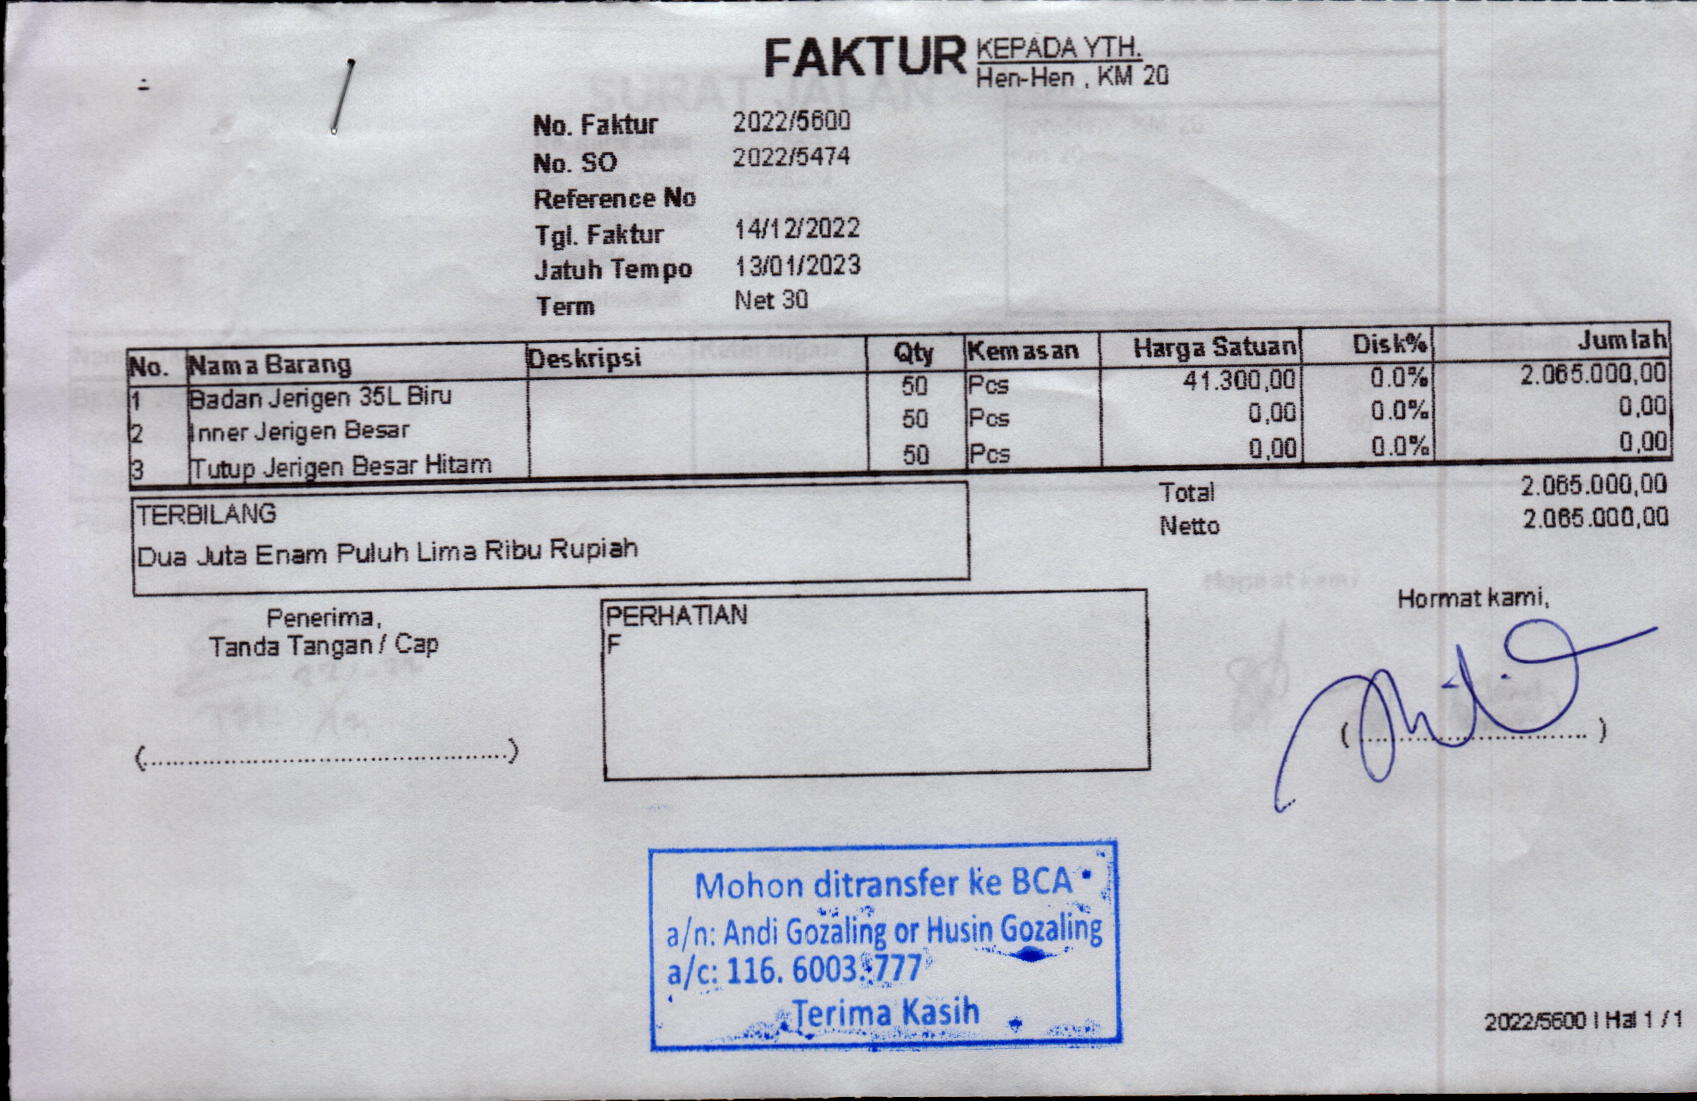 FAKTUR
KEPADA YTH.
Hen-Hen , KM 20
No. Faktur 2022/5600
No. SO 2022/5474
Reference No
Tgl. Faktur 14/12/2022
Jatuh Tempo 13/01/2023
Term Net 30
No. Nama Barang Deskripsi Qty Kemasan Harga Satuan Disk% Jumlah
1 Badan Jerigen 35L Biru 50 Pcs 41.300,00 0.0% 2.065.000,00
2 Inner Jerigen Besar 50 Pcs 0,00 0.0% 0,00
3 Tutup Jerigen Besar Hitam 50 Pcs 0,00 0.0% 0,00
Total 2.065.000,00
Netto 2.065.000,00
TERBILANG
Dua Juta Enam Puluh Lima Ribu Rupiah
Penerima,
Tanda Tangan / Cap
(..............................................)
PERHATIAN
F
Hormat kami,
(..............................)
Mohon ditransfer ke BCA
a/n: Andi Gozaling or Husin Gozaling
a/c: 116. 6003. 777
Terima Kasih
2022/5600 | Hal 1 / 1